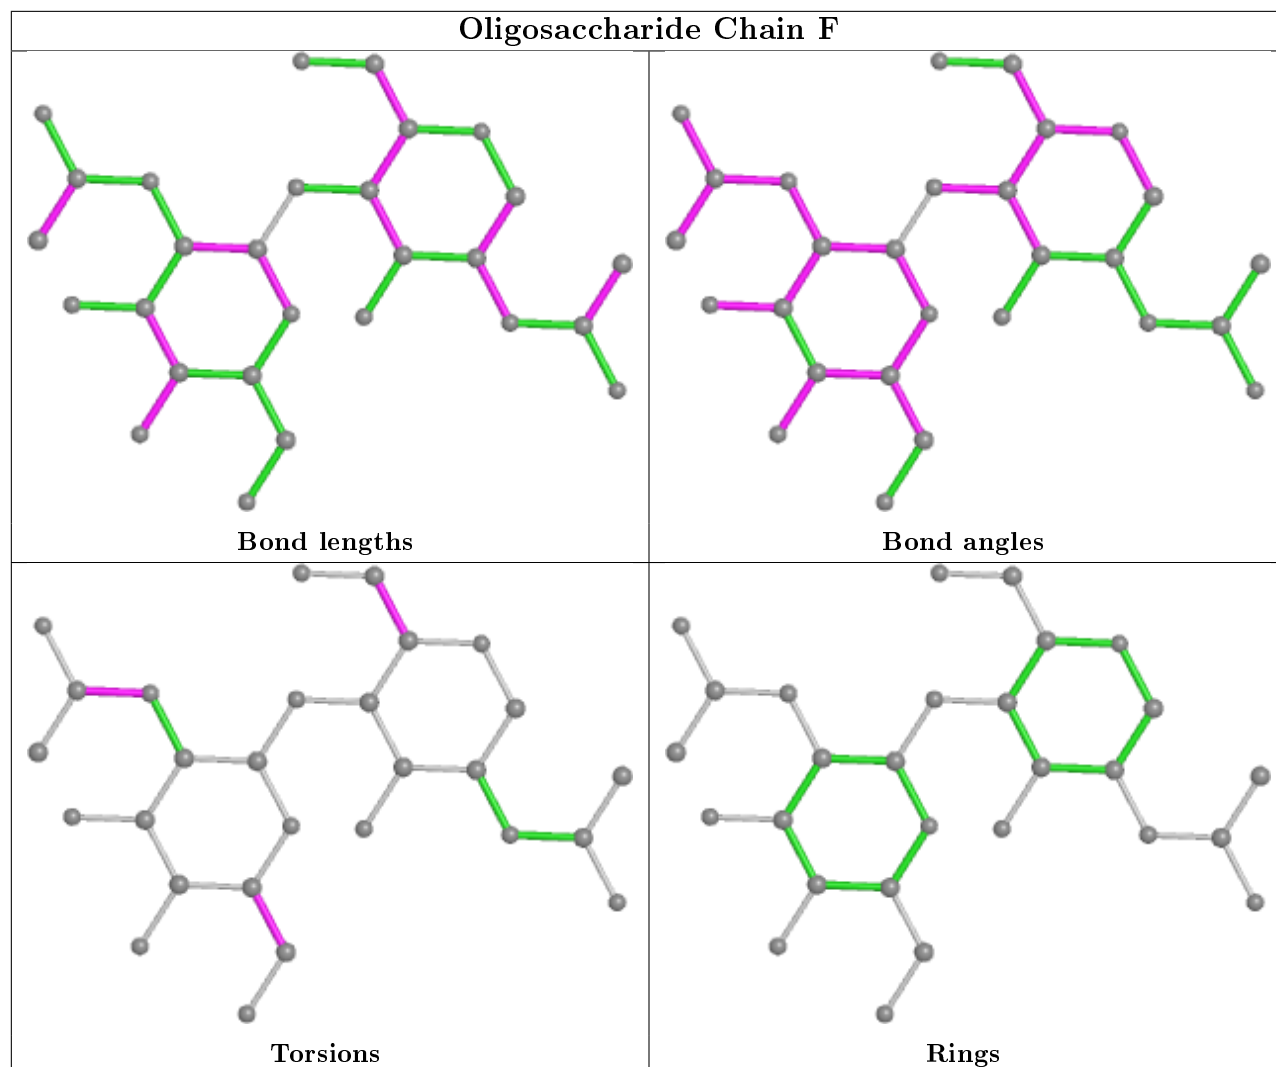 Oligosaccharide Chain F
Bond lengths
Bond angles
Torsions
Rings